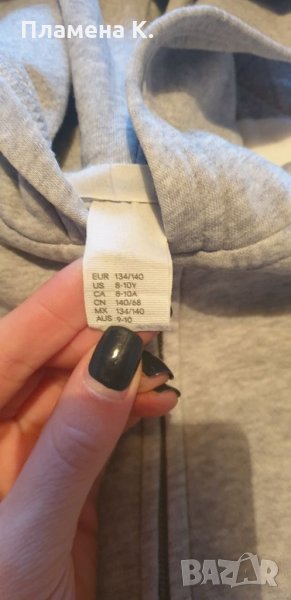 Пламена К.
EUR 134/140
US 8-10Y
CA 8-10A
CN 140/68
MX 134/140
AUS 9-10
BAZAR